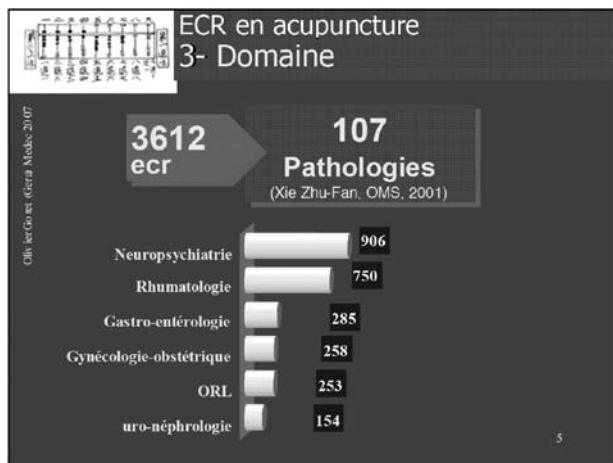 ECR en acupuncture
3- Domaine
Olivier Goret (Gera) Medec 2007
3612
ecr
107
Pathologies
(Xie Zhu-Fan, OMS, 2001)
Neuropsychiatrie 906
Rhumatologie 750
Gastro-entérologie 285
Gynécologie-obstétrique 258
ORL 253
uro-néphrologie 154
5